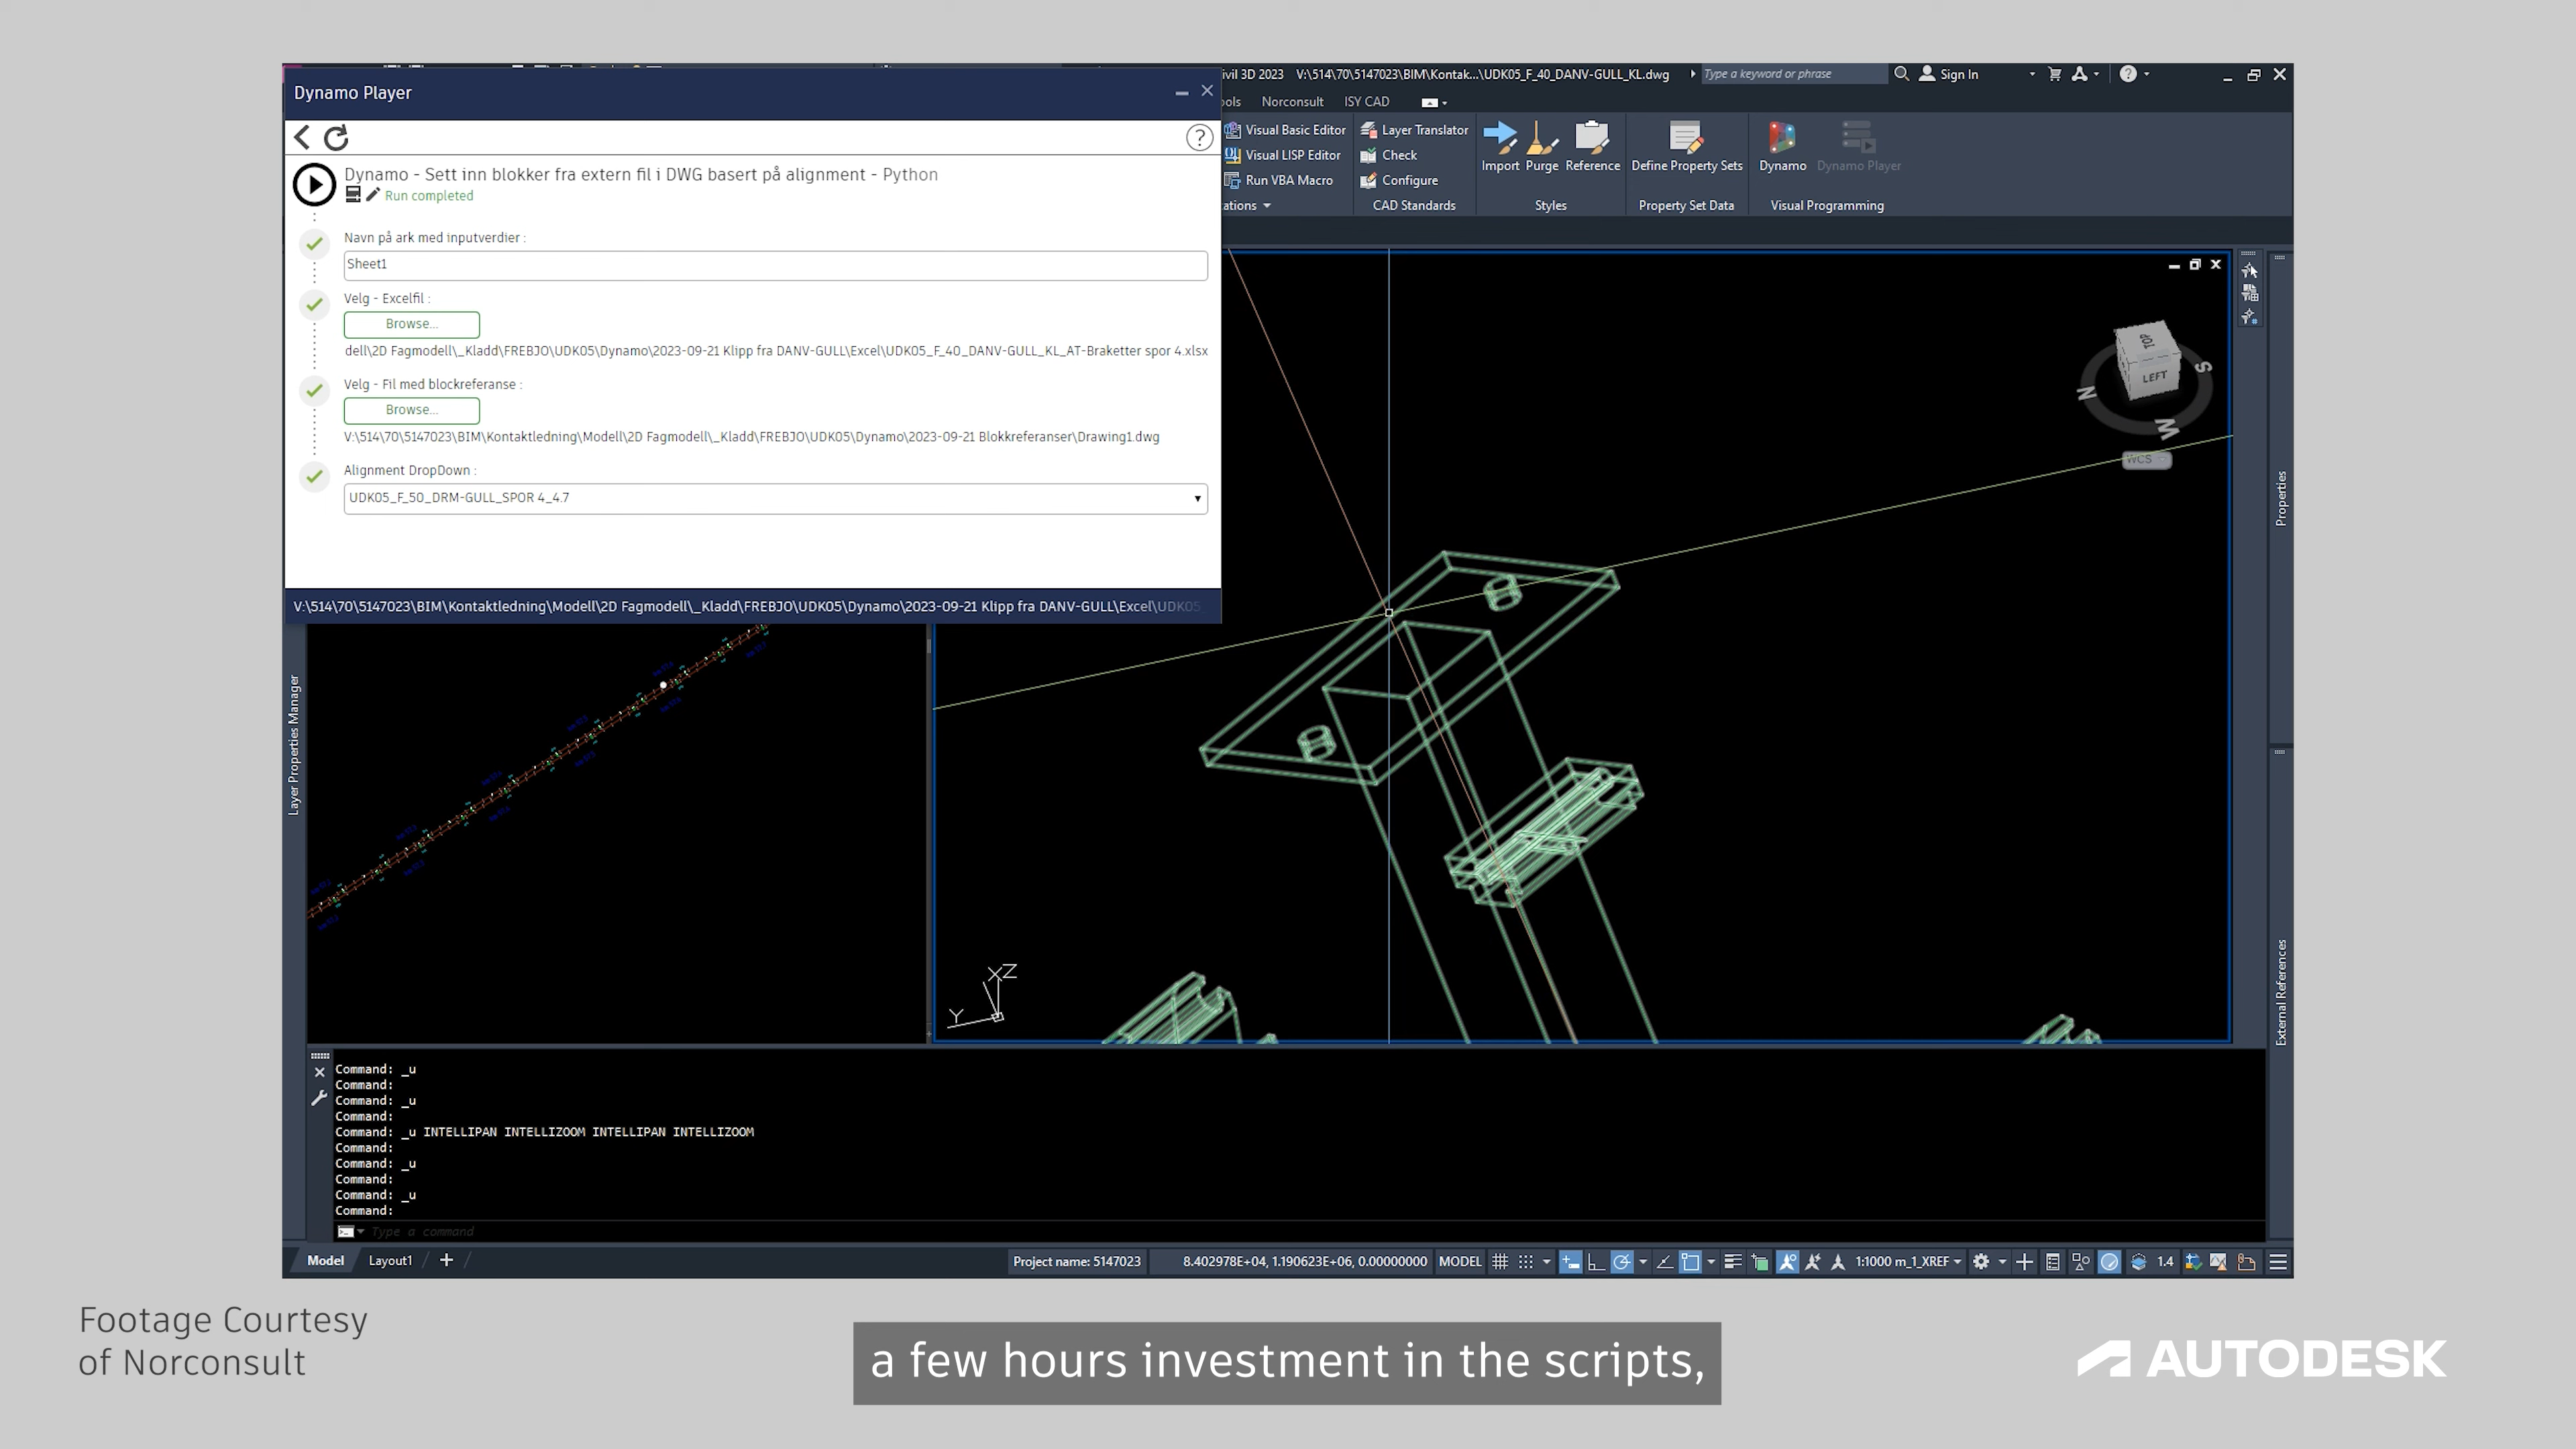 Dynamo Player
Dynamo - Sett inn blokker fra extern fil i DWG basert på alignment - Python
Run completed
Navn på ark med inputverdier :
Sheet1
Velg - Excelfil :
Browse...
dell\2D Fagmodell\_Kladd\FREBJO\UDK05\Dynamo\2023-09-21 Klipp fra DANV-GULL\Excel\UDK05_F_40_DANV-GULL_KL_AT-Braketter spor 4.xlsx
Velg - Fil med blockreferanse :
Browse...
V:\514\70\5147023\BIM\Kontaktledning\Modell\2D Fagmodell\_Kladd\FREBJO\UDK05\Dynamo\2023-09-21 Blokkreferanser\Drawing1.dwg
Alignment DropDown :
UDK05_F_50_DRM-GULL_SPOR 4_4.7
V:\514\70\5147023\BIM\Kontaktledning\Modell\2D Fagmodell\_Kladd\FREBJO\UDK05\Dynamo\2023-09-21 Klipp fra DANV-GULL\Excel\UDK05
ivil 3D 2023 V:\514\70\5147023\BIM\Kontak...\UDK05_F_40_DANV-GULL_KL.dwg
Type a keyword or phrase
Sign In
ools Norconsult ISY CAD
Visual Basic Editor
Visual LISP Editor
Run VBA Macro
ations
Layer Translator
Check
Configure
CAD Standards
Import Purge Reference
Styles
Define Property Sets
Property Set Data
Dynamo Dynamo Player
Visual Programming
TOP
LEFT
N
S
W
WCS
Properties
External References
Layer Properties Manager
X Z
Y
Command: _u
Command:
Command: _u
Command:
Command: _u INTELLIPAN INTELLIZOOM INTELLIPAN INTELLIZOOM
Command:
Command: _u
Command:
Command: _u
Command:
Type a command
Model Layout1 +
Project name: 5147023
8.402978E+04, 1.190623E+06, 0.00000000
MODEL
1:1000 m_1_XREF
1.4
Footage Courtesy
of Norconsult
a few hours investment in the scripts,
AUTODESK